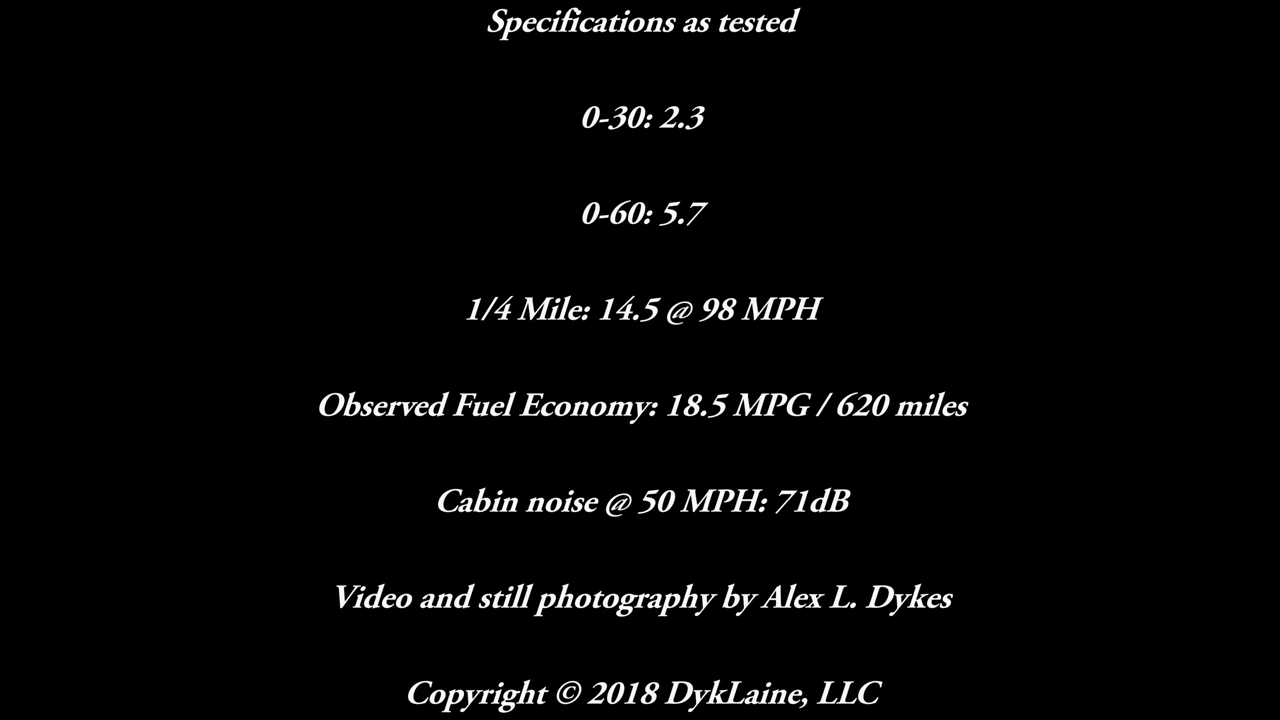 Specifications as tested
0-30: 2.3
0-60: 5.7
1/4 Mile: 14.5 @ 98 MPH
Observed Fuel Economy: 18.5 MPG / 620 miles
Cabin noise @ 50 MPH: 71dB
Video and still photography by Alex L. Dykes
Copyright © 2018 DykLaine, LLC